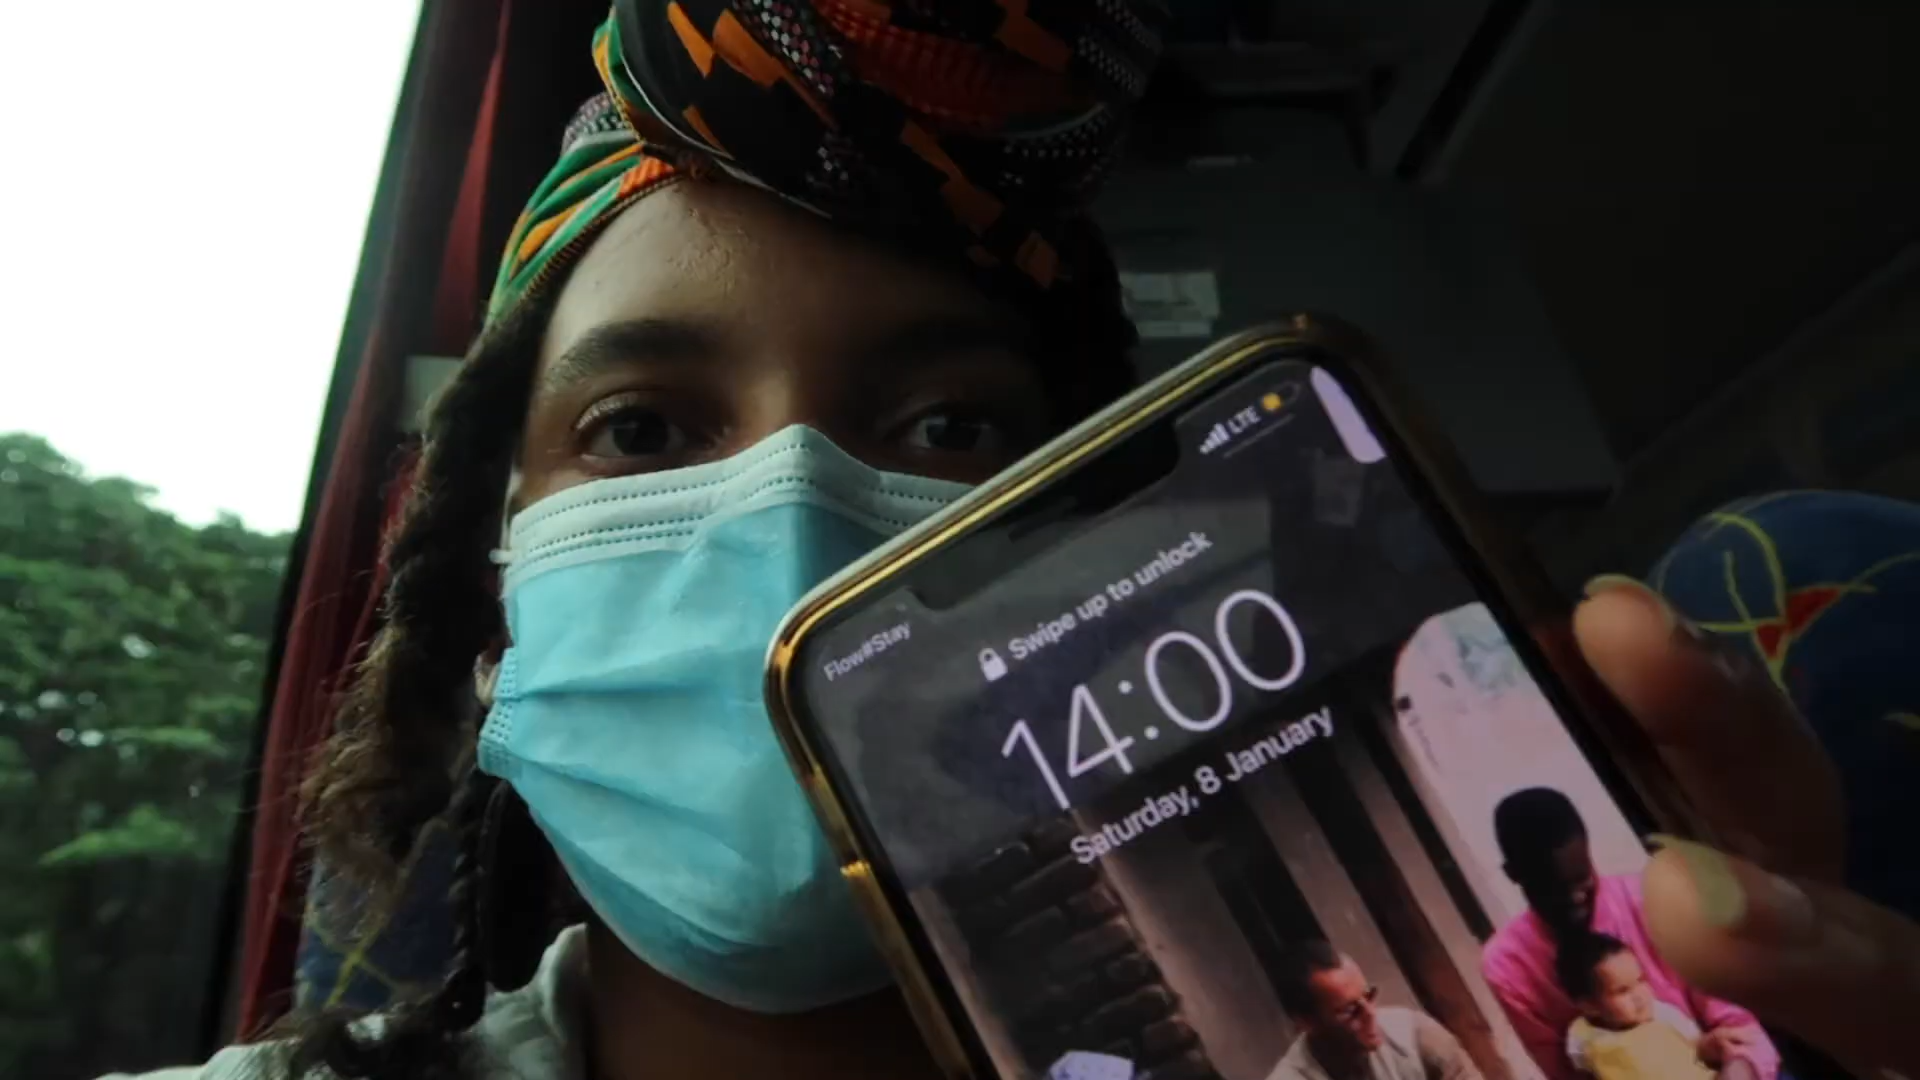 LTE
Flow#Stay
Swipe up to unlock
14:00
Saturday, 8 January